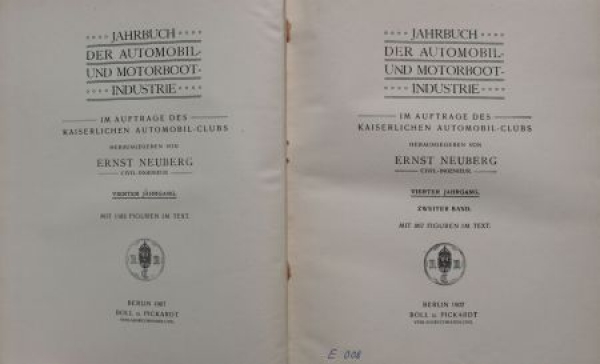 JAHRBUCH
DER AUTOMOBIL-
UND MOTORBOOT-
INDUSTRIE
IM AUFTRAGE DES
KAISERLICHEN AUTOMOBIL-CLUBS
HERAUSGEGEBEN VON
ERNST NEUBERG
CIVIL-INGENIEUR.
VIERTER JAHRGANG.
MIT FIGUREN IM TEXT.
BERLIN 1907
BOLL u. PICKARDT
VERLAGSBUCHHANDLUNG.
JAHRBUCH
DER AUTOMOBIL-
UND MOTORBOOT-
INDUSTRIE
IM AUFTRAGE DES
KAISERLICHEN AUTOMOBIL-CLUBS
HERAUSGEGEBEN VON
ERNST NEUBERG
CIVIL-INGENIEUR.
VIERTER JAHRGANG.
ZWEITER BAND.
MIT FIGUREN IM TEXT.
BERLIN 1907
BOLL u. PICKARDT
VERLAGSBUCHHANDLUNG.
E 008